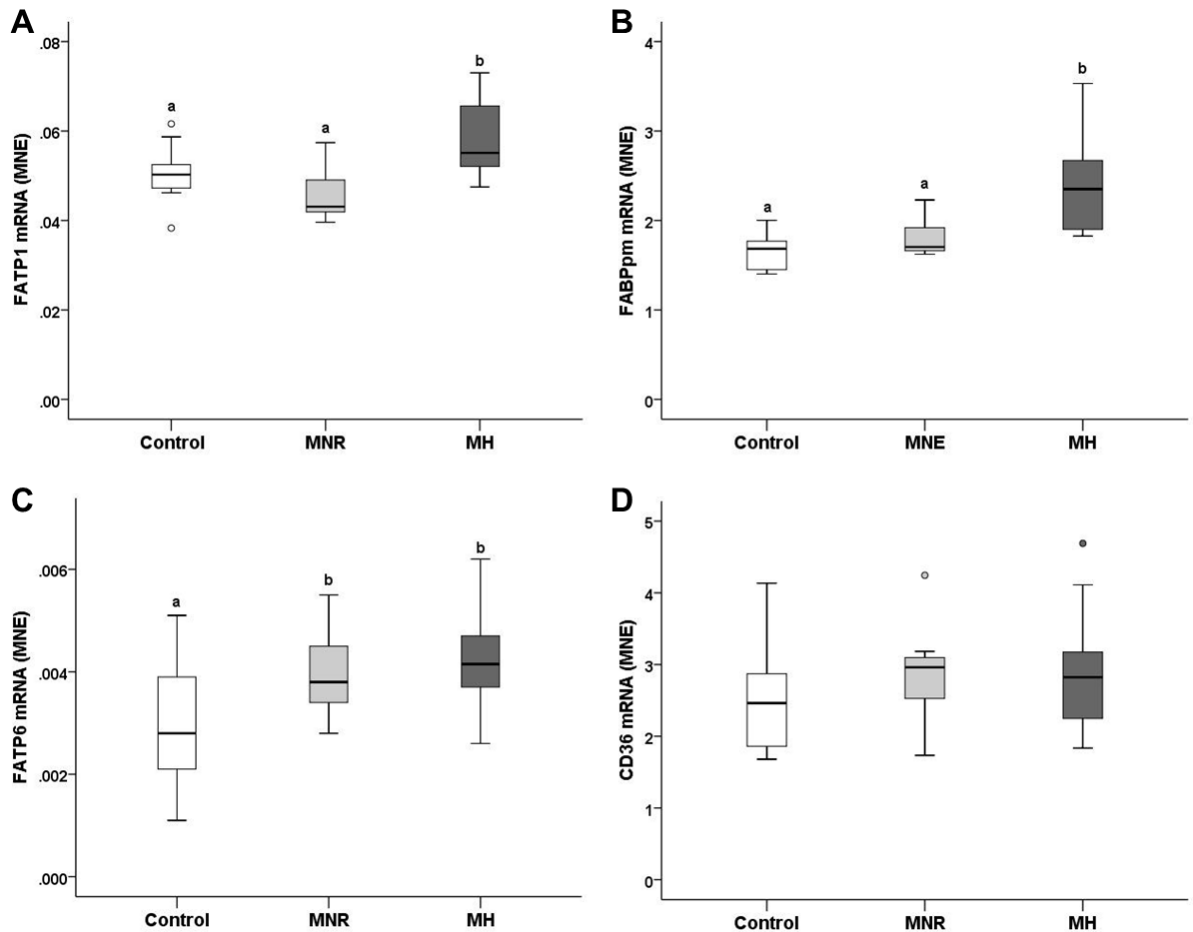 A
FATP1 mRNA (MNE)
.08
.06
.04
.02
.00
a
a
b
Control MNR MH
B
FABPpm mRNA (MNE)
4
3
2
1
0
a
a
b
Control MNE MH
C
FATP6 mRNA (MNE)
.006
.004
.002
.000
a
b
b
Control MNR MH
D
CD36 mRNA (MNE)
5
4
3
2
1
0
Control MNR MH